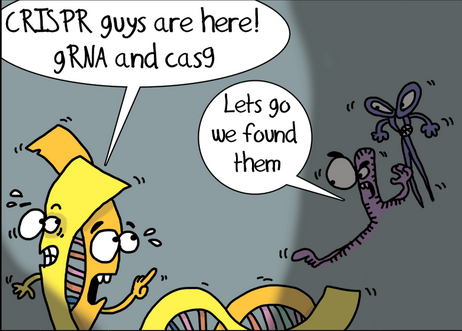 CRISPR guys are here!
gRNA and cas9
Lets go
we found
them